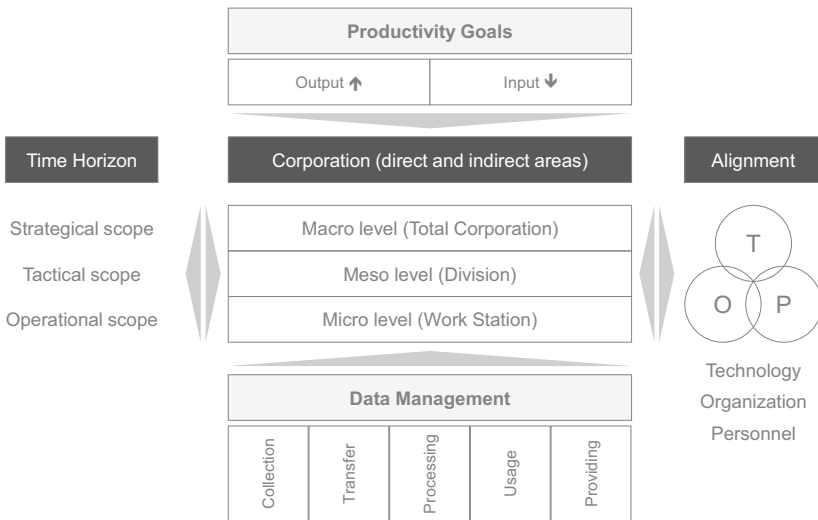 Productivity Goals
Output ↑
Input ↓
Time Horizon
Corporation (direct and indirect areas)
Alignment
Strategical scope
Macro level (Total Corporation)
T
Tactical scope
Meso level (Division)
O
P
Operational scope
Micro level (Work Station)
Technology
Organization
Personnel
Data Management
Collection
Transfer
Processing
Usage
Providing